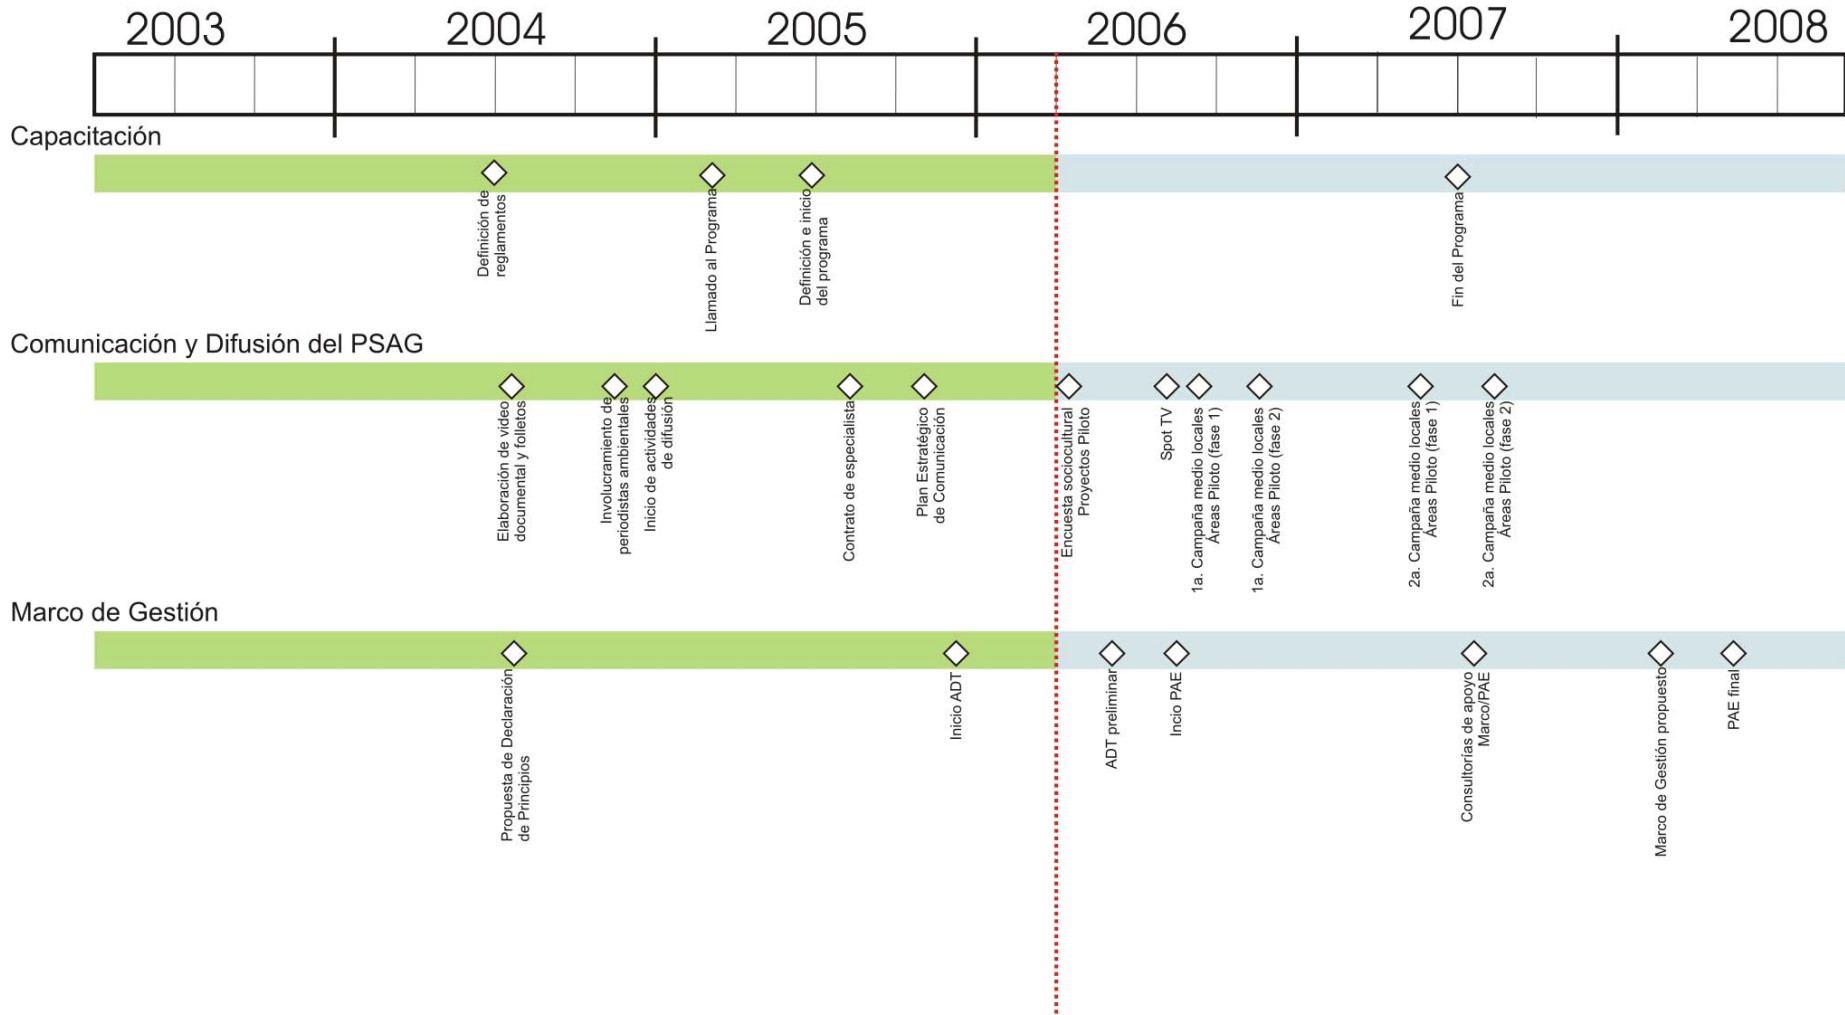 2003 2004 2005 2006 2007 2008
Capacitación
Definición de
reglamentos
Llamado al Programa
Definición e inicio
del programa
Fin del Programa
Comunicación y Difusión del PSAG
Elaboración de video
documental y folletos
Involucramiento de
periodistas ambientales
Inicio de actividades
de difusión
Contrato de especialista
Plan Estratégico
de Comunicación
Encuesta sociocultural
Proyectos Piloto
Spot TV
1a. Campaña medio locales
Áreas Piloto (fase 1)
1a. Campaña medio locales
Áreas Piloto (fase 2)
2a. Campaña medio locales
Áreas Piloto (fase 1)
2a. Campaña medio locales
Áreas Piloto (fase 2)
Marco de Gestión
Propuesta de Declaración
de Principios
Inicio ADT
ADT preliminar
Incio PAE
Consultorías de apoyo
Marco/PAE
Marco de Gestión propuesto
PAE final